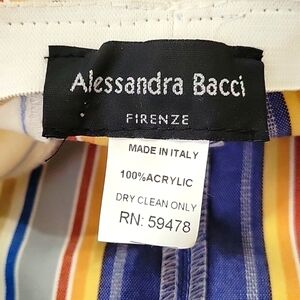 Alessandra Bacci
FIRENZE
MADE IN ITALY
100%ACRYLIC
DRY CLEAN ONLY
RN: 59478